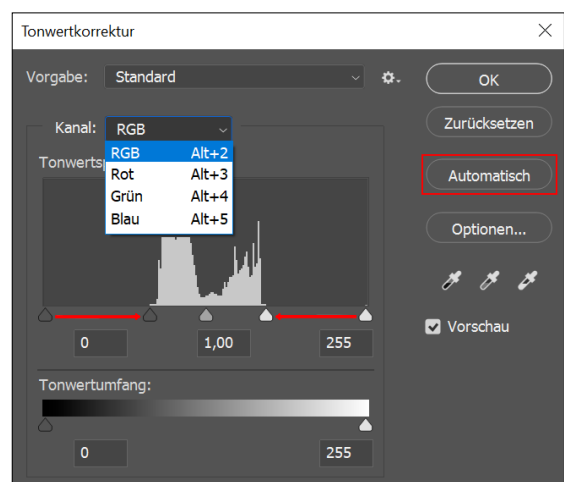 Tonwertkorrektur
Vorgabe: Standard
OK
Kanal: RGB
Zurücksetzen
RGB Alt+2
Rot Alt+3
Grün Alt+4
Blau Alt+5
Tonwerts
Automatisch
Optionen...
0 1,00 255
Vorschau
Tonwertumfang:
0 255